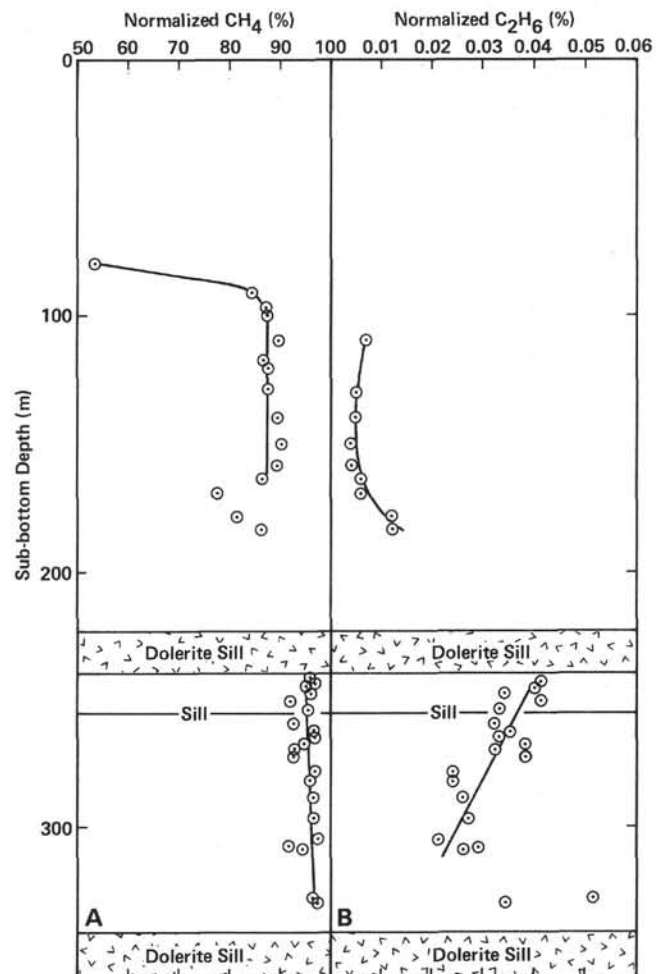 Normalized CH4 (%) Normalized C2H6 (%)
50 60 70 80 90 100 0.01 0.02 0.03 0.04 0.05 0.06
0
100
200
300
Sub-bottom Depth (m)
Dolerite Sill Dolerite Sill
Sill Sill
A B
Dolerite Sill Dolerite Sill